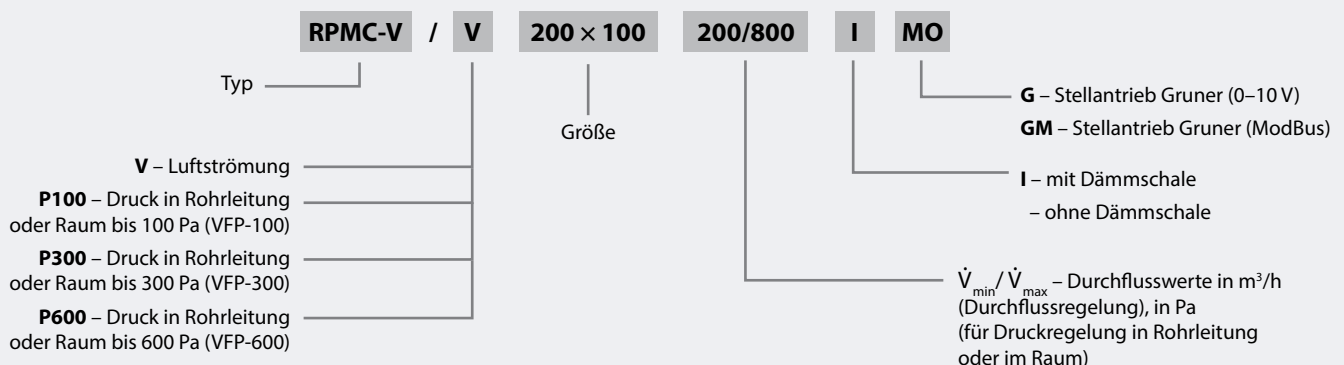 RPMC-V / V 200 × 100 200/800 I MO
Typ
Größe
V – Luftströmung
P100 – Druck in Rohrleitung
oder Raum bis 100 Pa (VFP-100)
P300 – Druck in Rohrleitung
oder Raum bis 300 Pa (VFP-300)
P600 – Druck in Rohrleitung
oder Raum bis 600 Pa (VFP-600)
G – Stellantrieb Gruner (0–10 V)
GM – Stellantrieb Gruner (ModBus)
I – mit Dämmschale
– ohne Dämmschale
V̇min/ V̇max – Durchflusswerte in m³/h
(Durchflussregelung), in Pa
(für Druckregelung in Rohrleitung
oder im Raum)